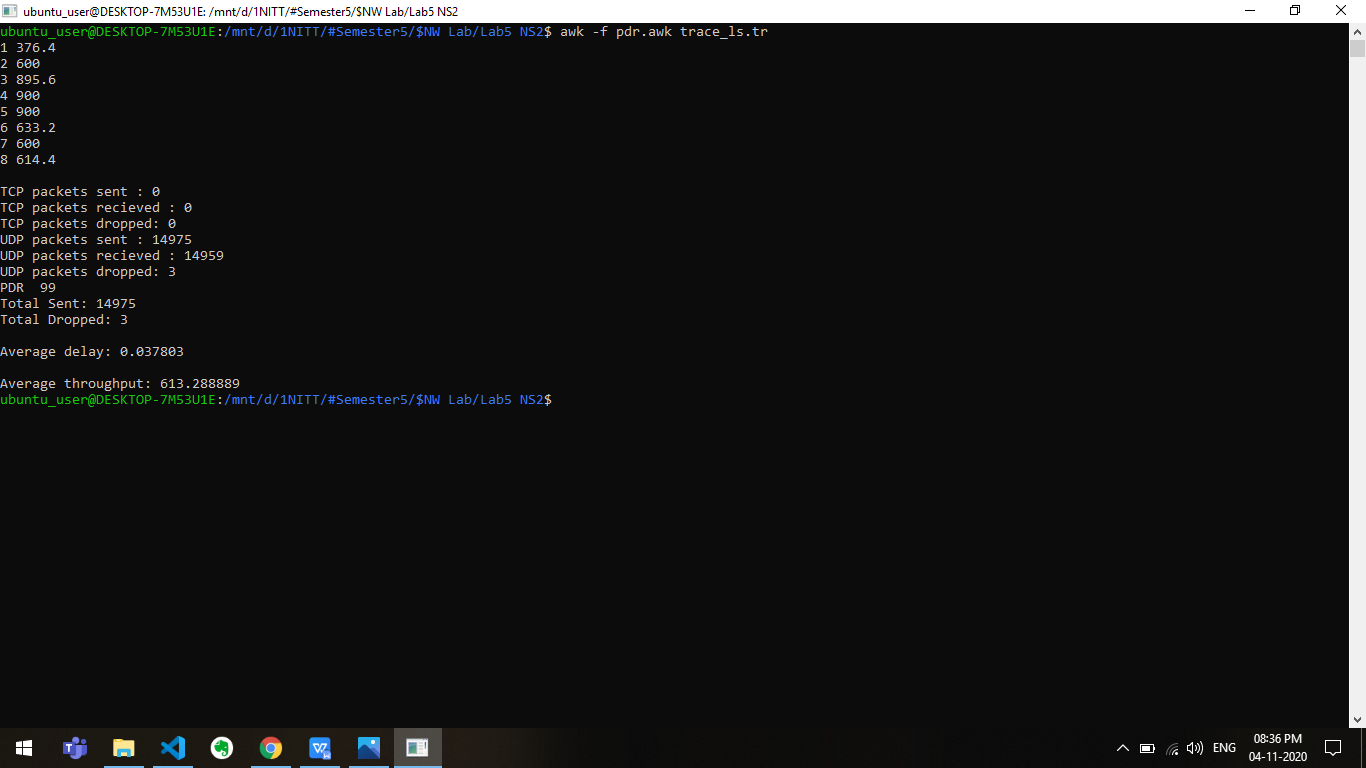 ubuntu_user@DESKTOP-7M53U1E: /mnt/d/1NITT/#Semester5/$NW Lab/Lab5 NS2
ubuntu_user@DESKTOP-7M53U1E:/mnt/d/1NITT/#Semester5/$NW Lab/Lab5 NS2$ awk -f pdr.awk trace_ls.tr
1 376.4
2 600
3 895.6
4 900
5 900
6 633.2
7 600
8 614.4
TCP packets sent : 0
TCP packets recieved : 0
TCP packets dropped: 0
UDP packets sent : 14975
UDP packets recieved : 14959
UDP packets dropped: 3
PDR  99
Total Sent: 14975
Total Dropped: 3
Average delay: 0.037803
Average throughput: 613.288889
ubuntu_user@DESKTOP-7M53U1E:/mnt/d/1NITT/#Semester5/$NW Lab/Lab5 NS2$
ENG
08:36 PM
04-11-2020